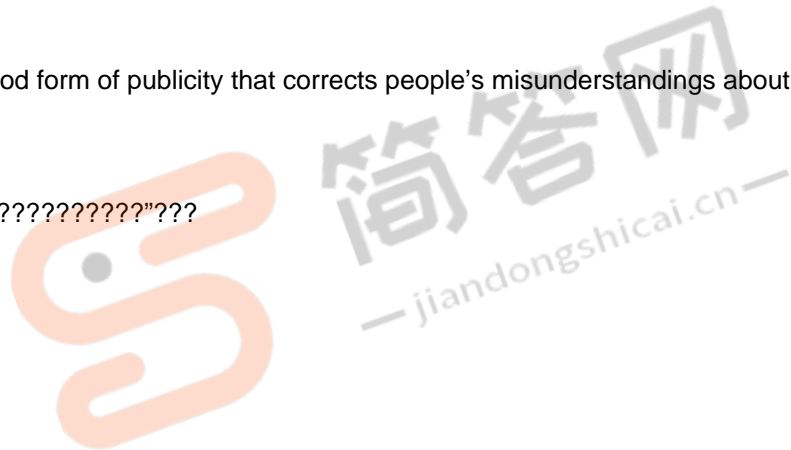 od form of publicity that corrects people’s misunderstandings about
??????????”???
简答网
jiandongshicai.cn